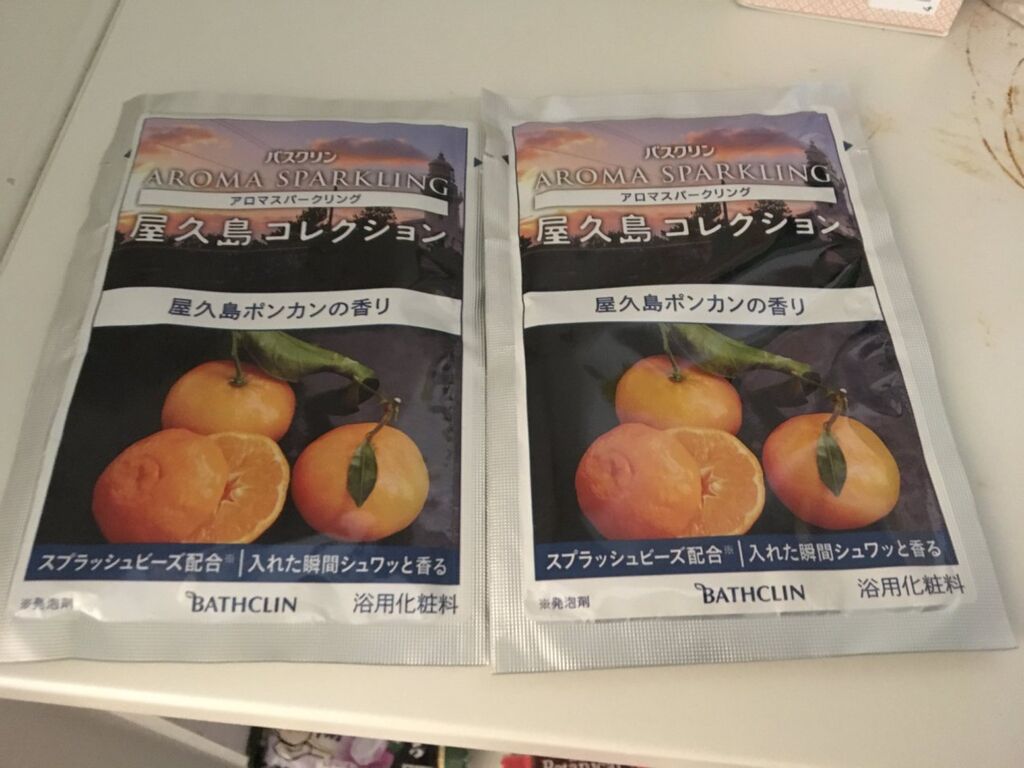 バスクリン
AROMA SPARKLING
アロマスパークリング
屋久島コレクション
屋久島ポンカンの香り
スプラッシュビーズ配合※ 入れた瞬間シュワッと香る
※発泡剤 BATHCLIN 浴用化粧料
バスクリン
AROMA SPARKLING
アロマスパークリング
屋久島コレクション
屋久島ポンカンの香り
スプラッシュビーズ配合※ 入れた瞬間シュワッと香る
※発泡剤 BATHCLIN 浴用化粧料